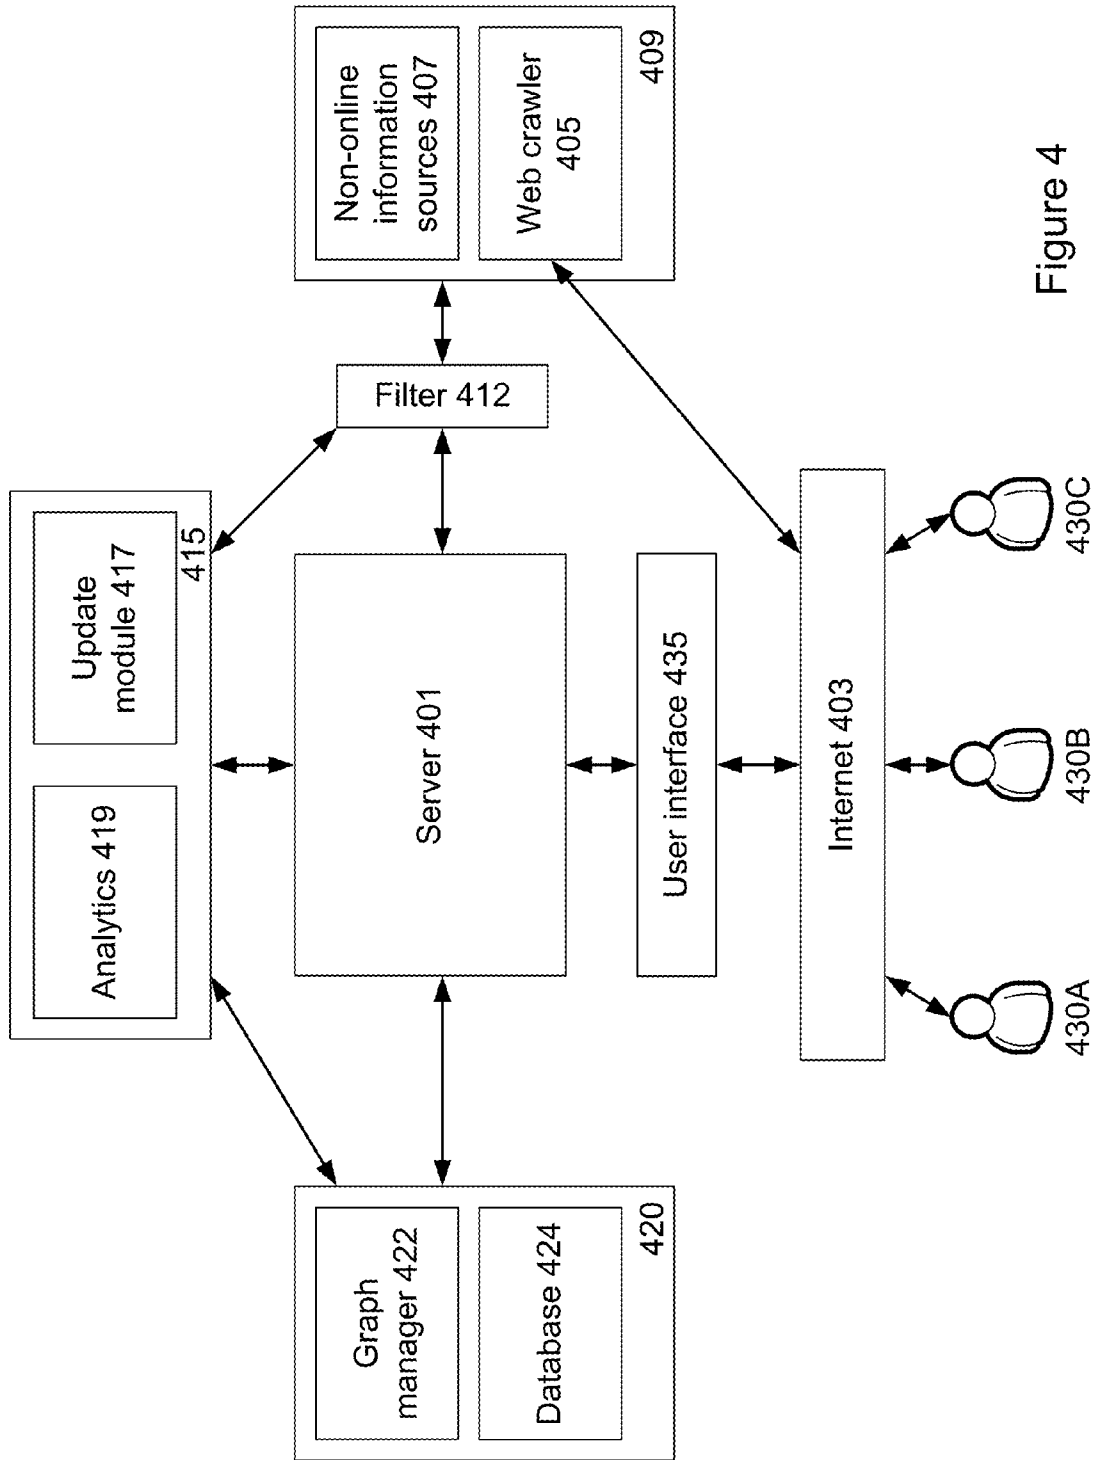 Analytics 419
Update
module 417
415
Graph
manager 422
Database 424
420
Server 401
Filter 412
Non-online
information
sources 407
Web crawler
405
409
User interface 435
Internet 403
430A
430B
430C
Figure 4